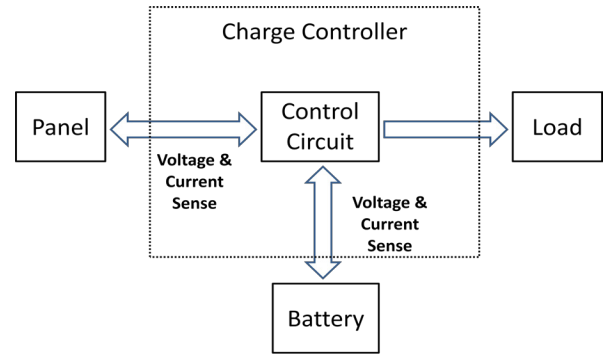 Charge Controller
Panel
Control
Circuit
Load
Voltage &
Current
Sense
Voltage &
Current
Sense
Battery